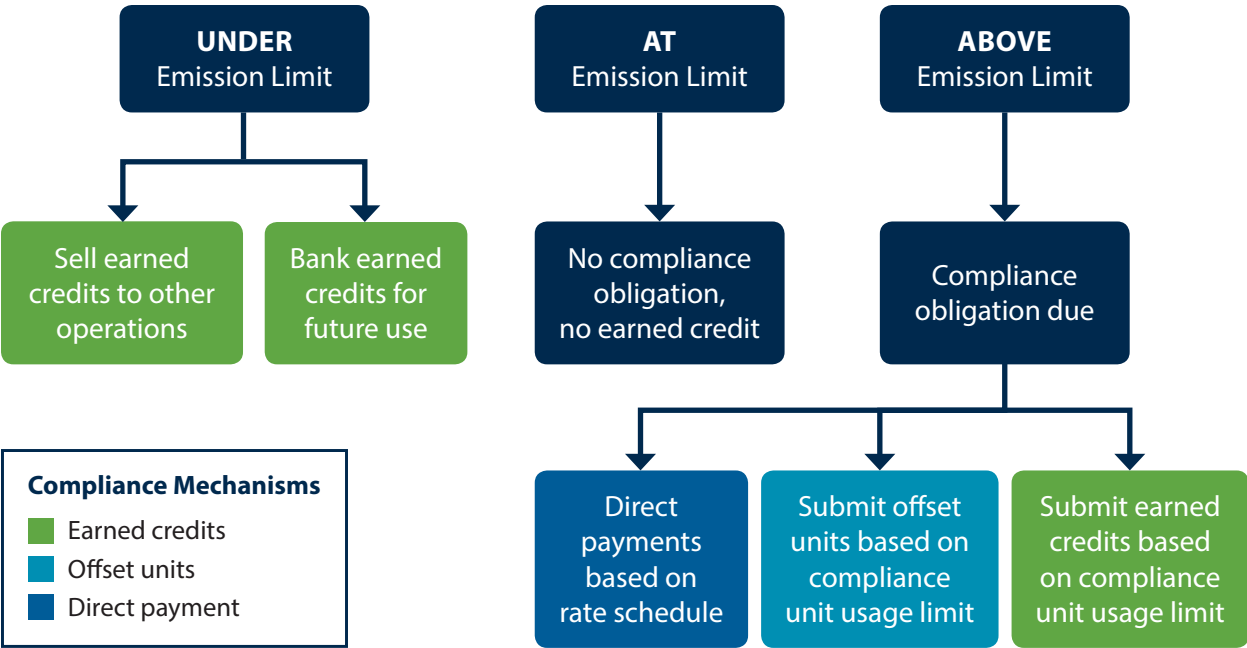 UNDER
Emission Limit
AT
Emission Limit
ABOVE
Emission Limit
Sell earned
credits to other
operations
Bank earned
credits for
future use
No compliance
obligation,
no earned credit
Compliance
obligation due
Compliance Mechanisms
Earned credits
Offset units
Direct payment
Direct
payments
based on
rate schedule
Submit offset
units based on
compliance
unit usage limit
Submit earned
credits based
on compliance
unit usage limit